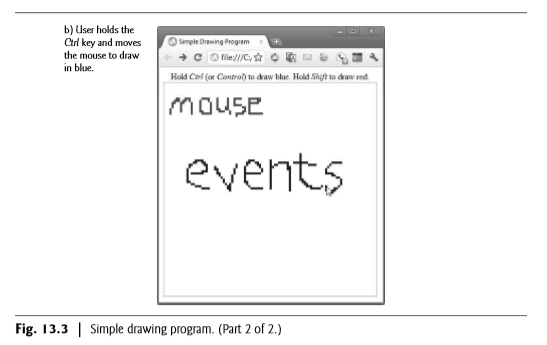 b) User holds the
Ctrl key and moves
the mouse to draw
in blue.
Simple Drawing Program
file:///C:/
Hold Ctrl (or Control) to draw blue. Hold Shift to draw red.
mouse
events
Fig. 13.3 | Simple drawing program. (Part 2 of 2.)